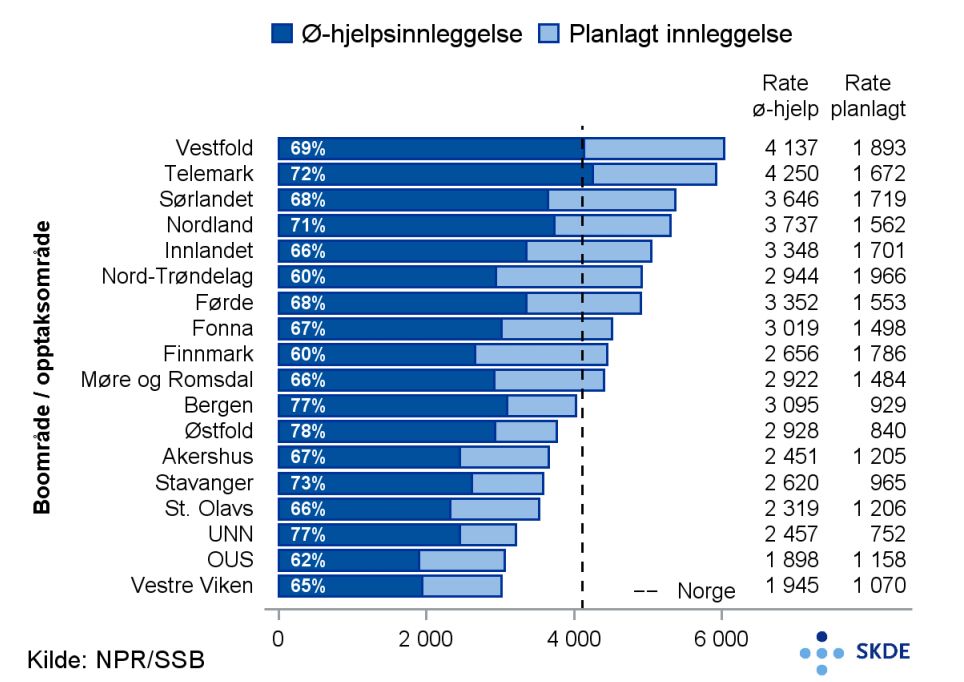 Ø-hjelpsinnleggelse Planlagt innleggelse
Rate Rate
ø-hjelp planlagt
Boområde / opptaksområde
Vestfold 69% 4 137 1 893
Telemark 72% 4 250 1 672
Sørlandet 68% 3 646 1 719
Nordland 71% 3 737 1 562
Innlandet 66% 3 348 1 701
Nord-Trøndelag 60% 2 944 1 966
Førde 68% 3 352 1 553
Fonna 67% 3 019 1 498
Finnmark 60% 2 656 1 786
Møre og Romsdal 66% 2 922 1 484
Bergen 77% 3 095 929
Østfold 78% 2 928 840
Akershus 67% 2 451 1 205
Stavanger 73% 2 620 965
St. Olavs 66% 2 319 1 206
UNN 77% 2 457 752
OUS 62% 1 898 1 158
Vestre Viken 65% 1 945 1 070
Norge
0 2 000 4 000 6 000
Kilde: NPR/SSB
SKDE